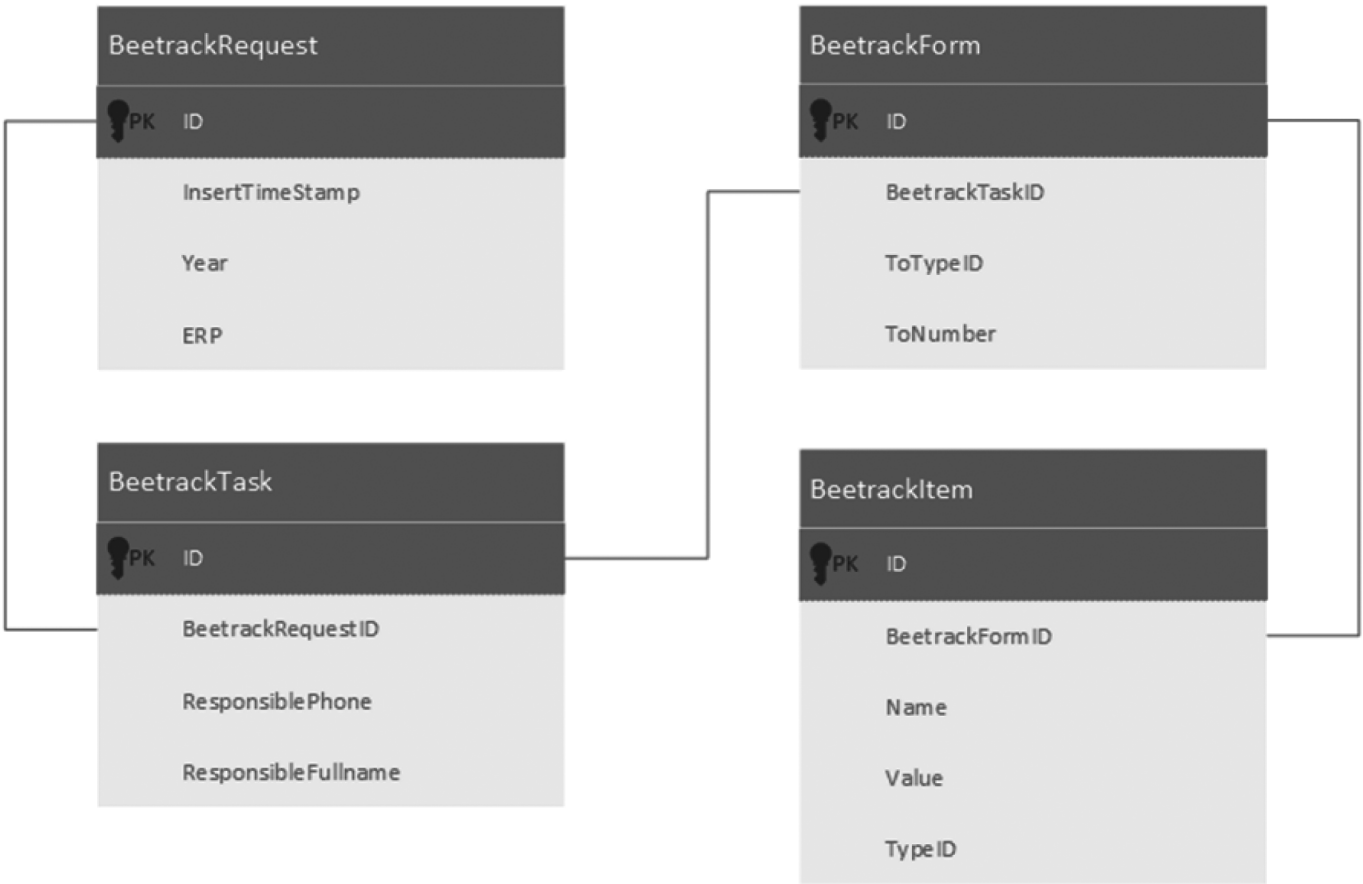 BeetrackRequest
PK ID
InsertTimeStamp
Year
ERP
BeetrackForm
PK ID
BeetrackTaskID
ToTypeID
ToNumber
BeetrackTask
PK ID
BeetrackRequestID
ResponsiblePhone
ResponsibleFullname
BeetrackItem
PK ID
BeetrackFormID
Name
Value
TypeID